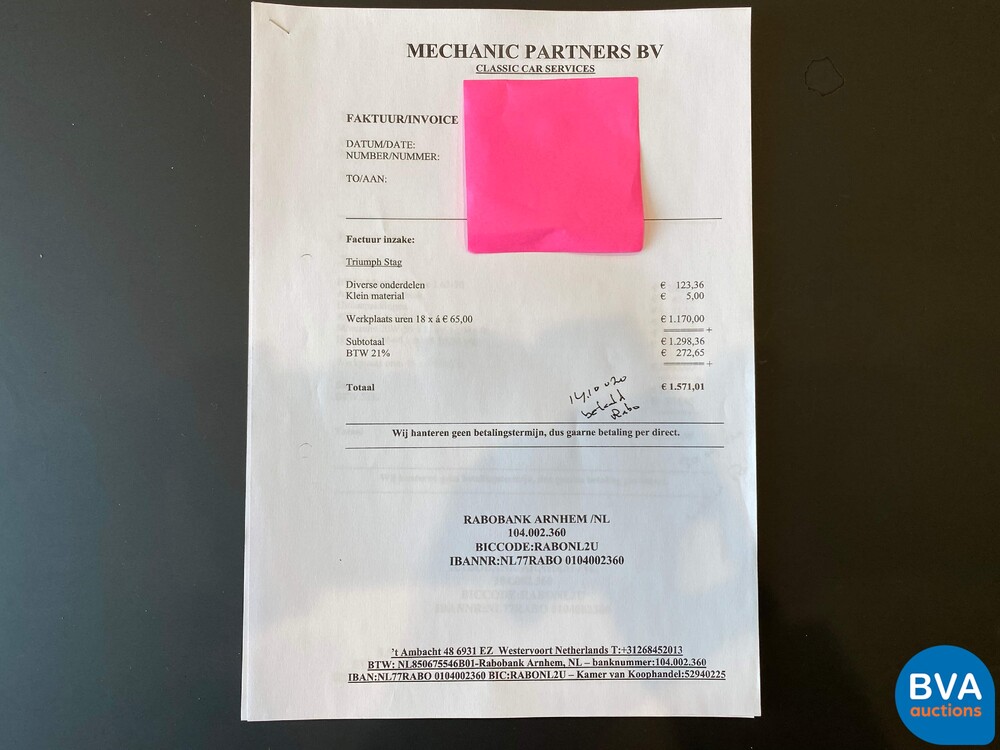 MECHANIC PARTNERS BV
CLASSIC CAR SERVICES
FAKTUUR/INVOICE
DATUM/DATE:
NUMBER/NUMMER:
TO/AAN:
Factuur inzake:
Triumph Stag
Diverse onderdelen € 123,36
Klein material € 5,00
Werkplaats uren 18 x á € 65,00 € 1.170,00
========= +
Subtotaal € 1.298,36
BTW 21% € 272,65
========= +
Totaal € 1.571,01
betaald
Rabo
Wij hanteren geen betalingstermijn, dus gaarne betaling per direct.
RABOBANK ARNHEM /NL
104.002.360
BICCODE:RABONL2U
IBANNR:NL77RABO 0104002360
't Ambacht 48 6931 EZ Westervoort Netherlands T:+31268452013
BTW: NL850675546B01-Rabobank Arnhem, NL – banknummer:104.002.360
IBAN:NL77RABO 0104002360 BIC:RABONL2U – Kamer van Koophandel:52940225
BVA
auctions